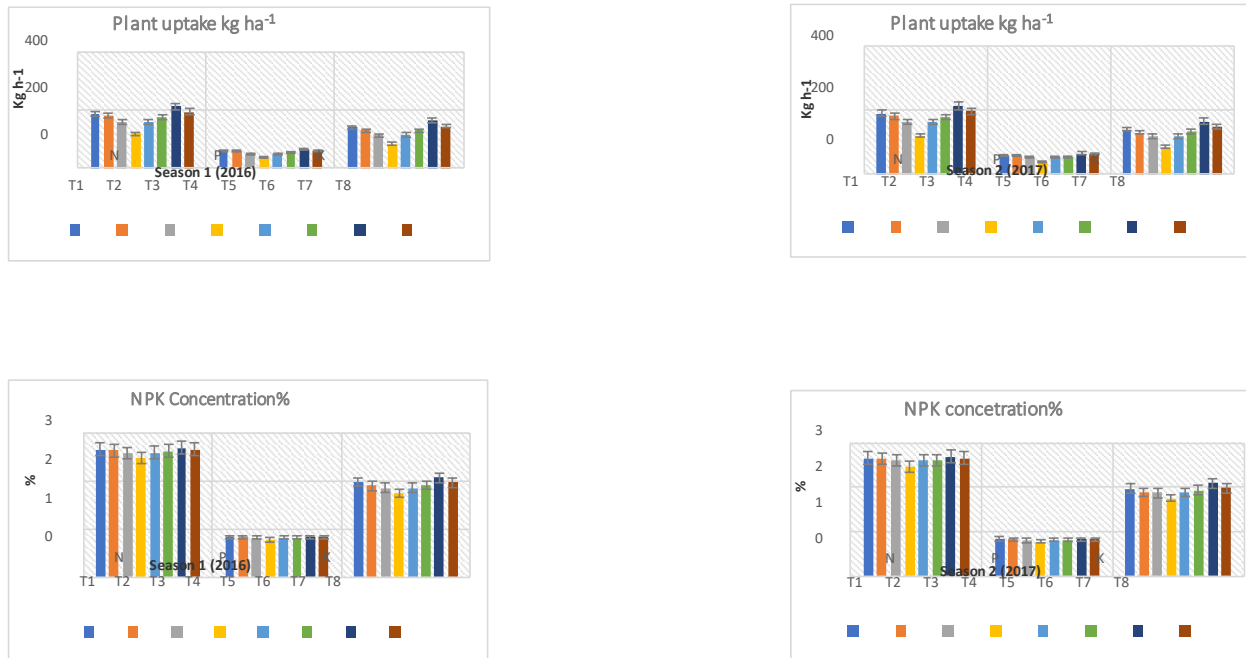 Plant uptake kg ha-1
400
200
0
Kg h-1
N P K
Season 1 (2016)
T1 T2 T3 T4 T5 T6 T7 T8
Plant uptake kg ha-1
400
200
0
Kg h-1
N P
Season 2 (2017)
T1 T2 T3 T4 T5 T6 T7 T8
NPK Concentration%
3
2
1
0
%
N P K
Season 1 (2016)
T1 T2 T3 T4 T5 T6 T7 T8
NPK concetration%
3
2
1
0
%
N P K
Season 2 (2017)
T1 T2 T3 T4 T5 T6 T7 T8